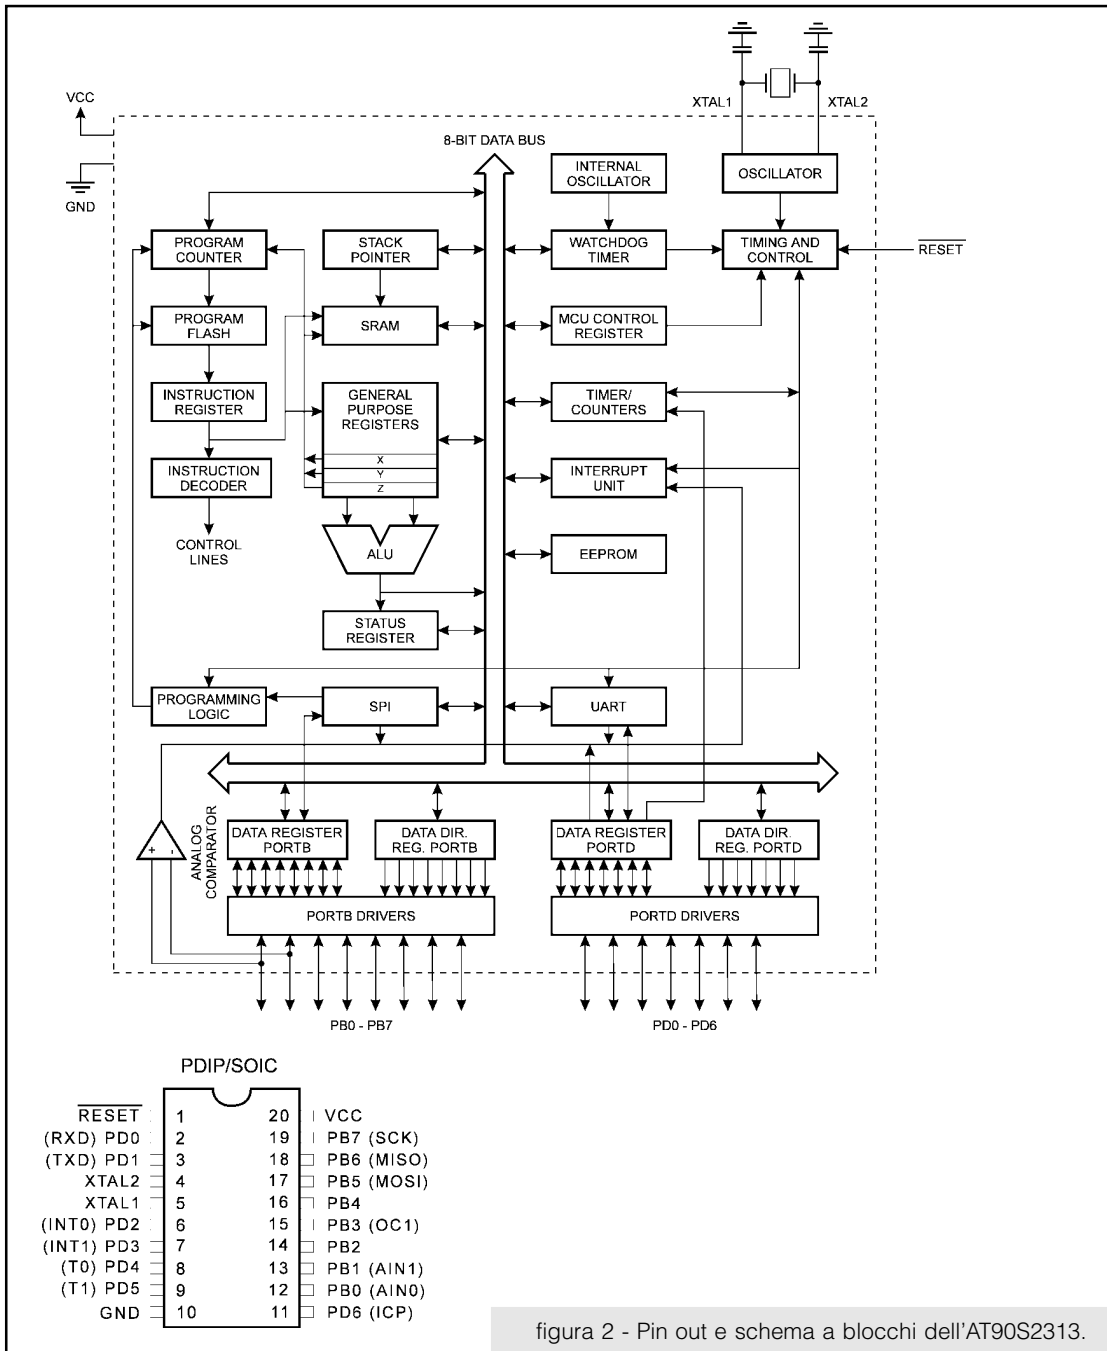 VCC
GND
XTAL1
XTAL2
8-BIT DATA BUS
INTERNAL
OSCILLATOR
OSCILLATOR
PROGRAM
COUNTER
STACK
POINTER
WATCHDOG
TIMER
TIMING AND
CONTROL
RESET
PROGRAM
FLASH
SRAM
MCU CONTROL
REGISTER
INSTRUCTION
REGISTER
GENERAL
PURPOSE
REGISTERS
X
Y
Z
TIMER/
COUNTERS
INSTRUCTION
DECODER
INTERRUPT
UNIT
CONTROL
LINES
ALU
EEPROM
STATUS
REGISTER
PROGRAMMING
LOGIC
SPI
UART
ANALOG
COMPARATOR
+ -
DATA REGISTER
PORTB
DATA DIR.
REG. PORTB
DATA REGISTER
PORTD
DATA DIR.
REG. PORTD
PORTB DRIVERS
PORTD DRIVERS
PB0 - PB7
PD0 - PD6
PDIP/SOIC
RESET 1 20 VCC
(RXD) PD0 2 19 PB7 (SCK)
(TXD) PD1 3 18 PB6 (MISO)
XTAL2 4 17 PB5 (MOSI)
XTAL1 5 16 PB4
(INT0) PD2 6 15 PB3 (OC1)
(INT1) PD3 7 14 PB2
(T0) PD4 8 13 PB1 (AIN1)
(T1) PD5 9 12 PB0 (AIN0)
GND 10 11 PD6 (ICP)
figura 2 - Pin out e schema a blocchi dell'AT90S2313.